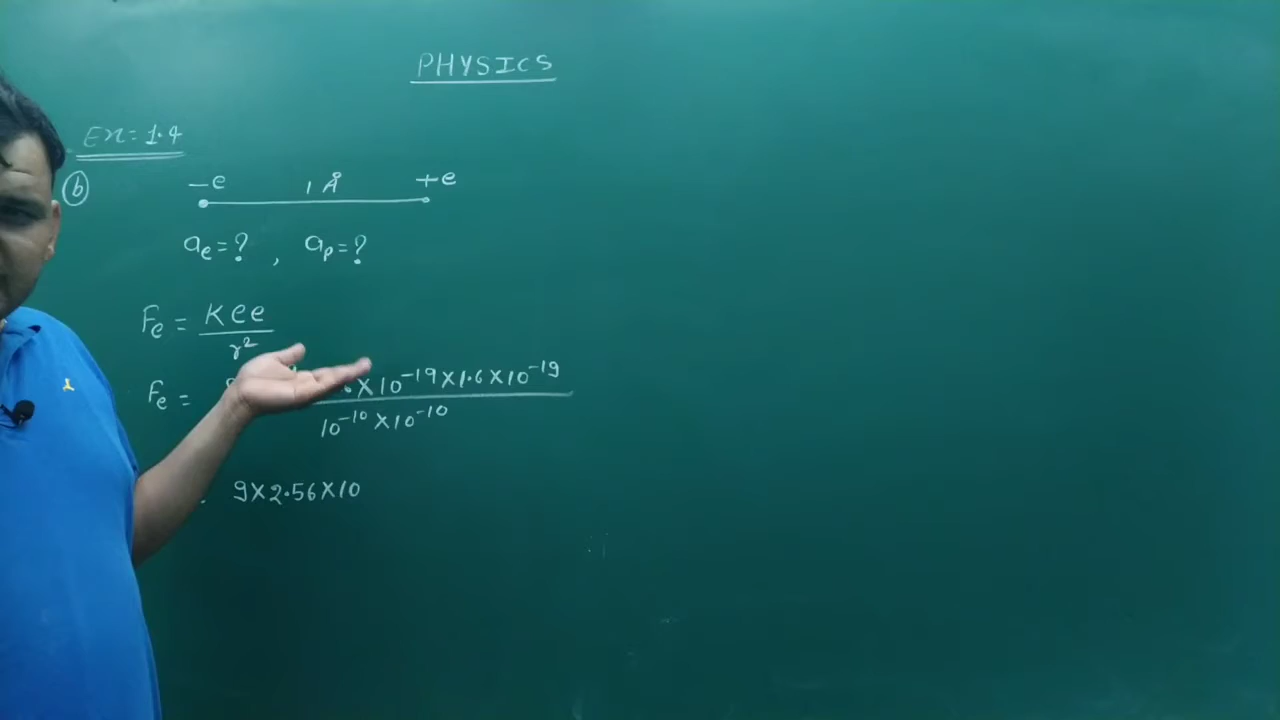 PHYSICS
Ex=1.4
(b)
-e 1 Å +e
aₑ=? , aₚ=?
Fₑ = Kee/r²
Fₑ = ×10⁻¹⁹×1.6×10⁻¹⁹
10⁻¹⁰×10⁻¹⁰
9×2.56×10